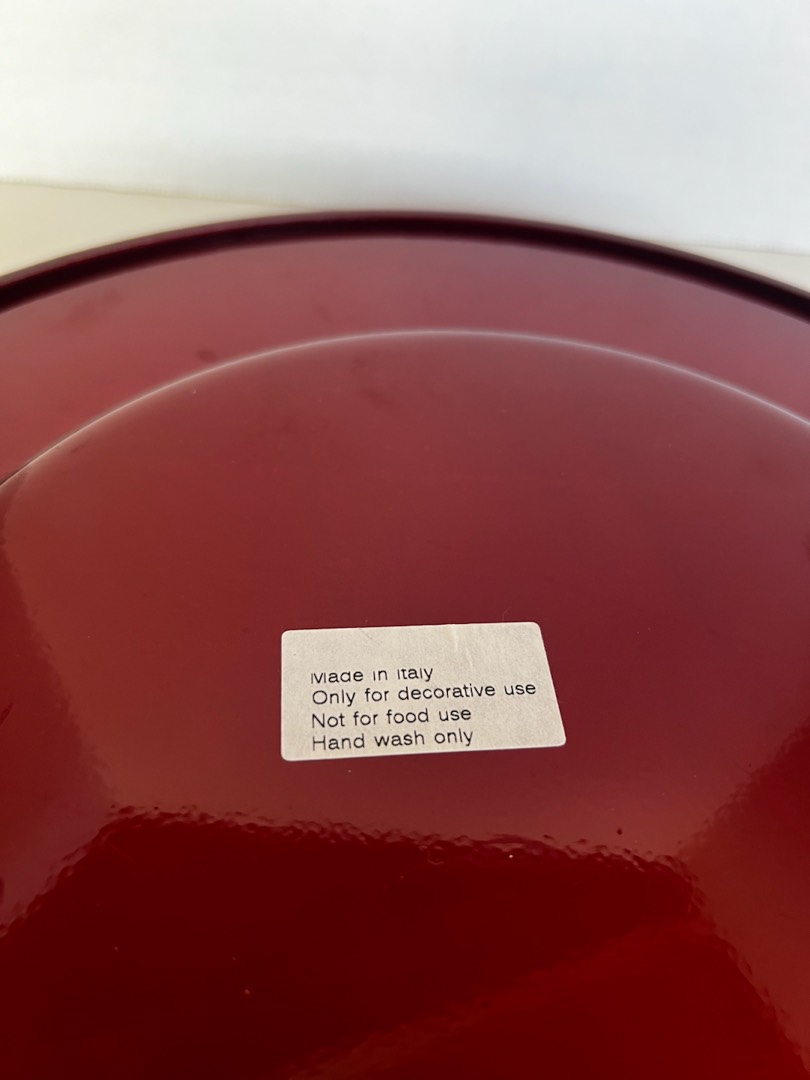 Made in Italy
Only for decorative use
Not for food use
Hand wash only